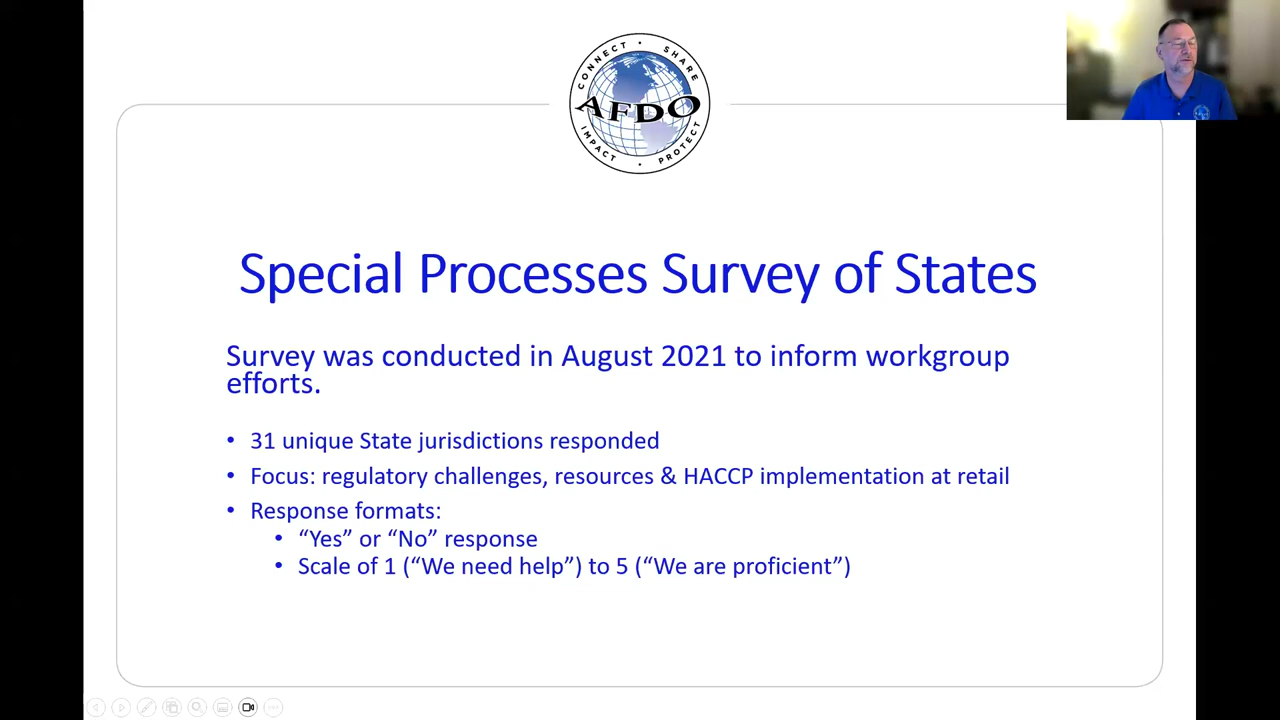 CONNECT · SHARE
AFDO
IMPACT · PROTECT
Special Processes Survey of States
Survey was conducted in August 2021 to inform workgroup
efforts.
• 31 unique State jurisdictions responded
• Focus: regulatory challenges, resources & HACCP implementation at retail
• Response formats:
• “Yes” or “No” response
• Scale of 1 (“We need help”) to 5 (“We are proficient”)